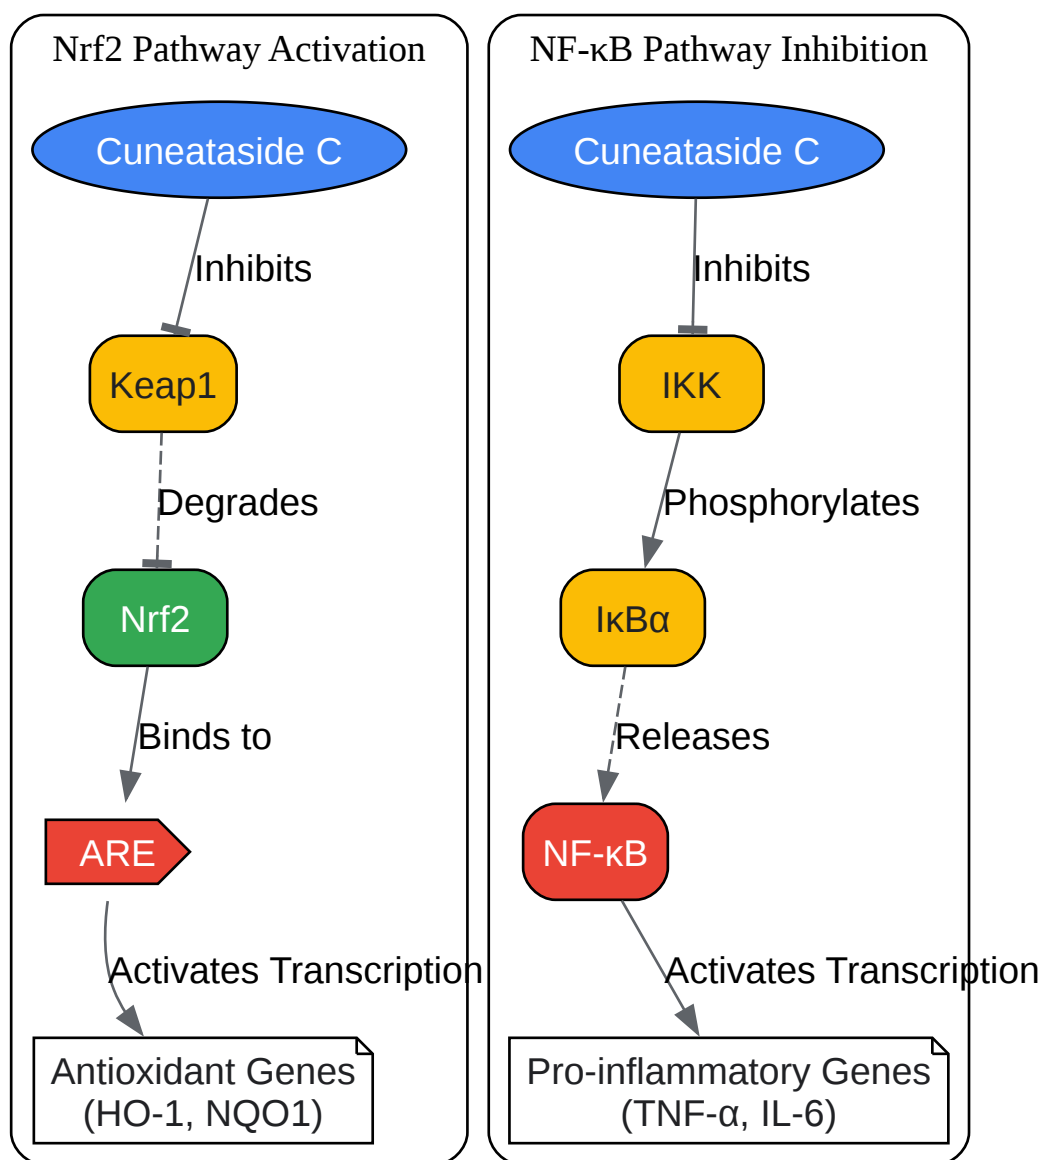 Nrf2 Pathway Activation
Cuneataside C
Inhibits
Keap1
Degrades
Nrf2
Binds to
ARE
Activates Transcription
Antioxidant Genes
(HO-1, NQO1)
NF-κB Pathway Inhibition
Cuneataside C
Inhibits
IKK
Phosphorylates
IκBα
Releases
NF-κB
Activates Transcription
Pro-inflammatory Genes
(TNF-α, IL-6)